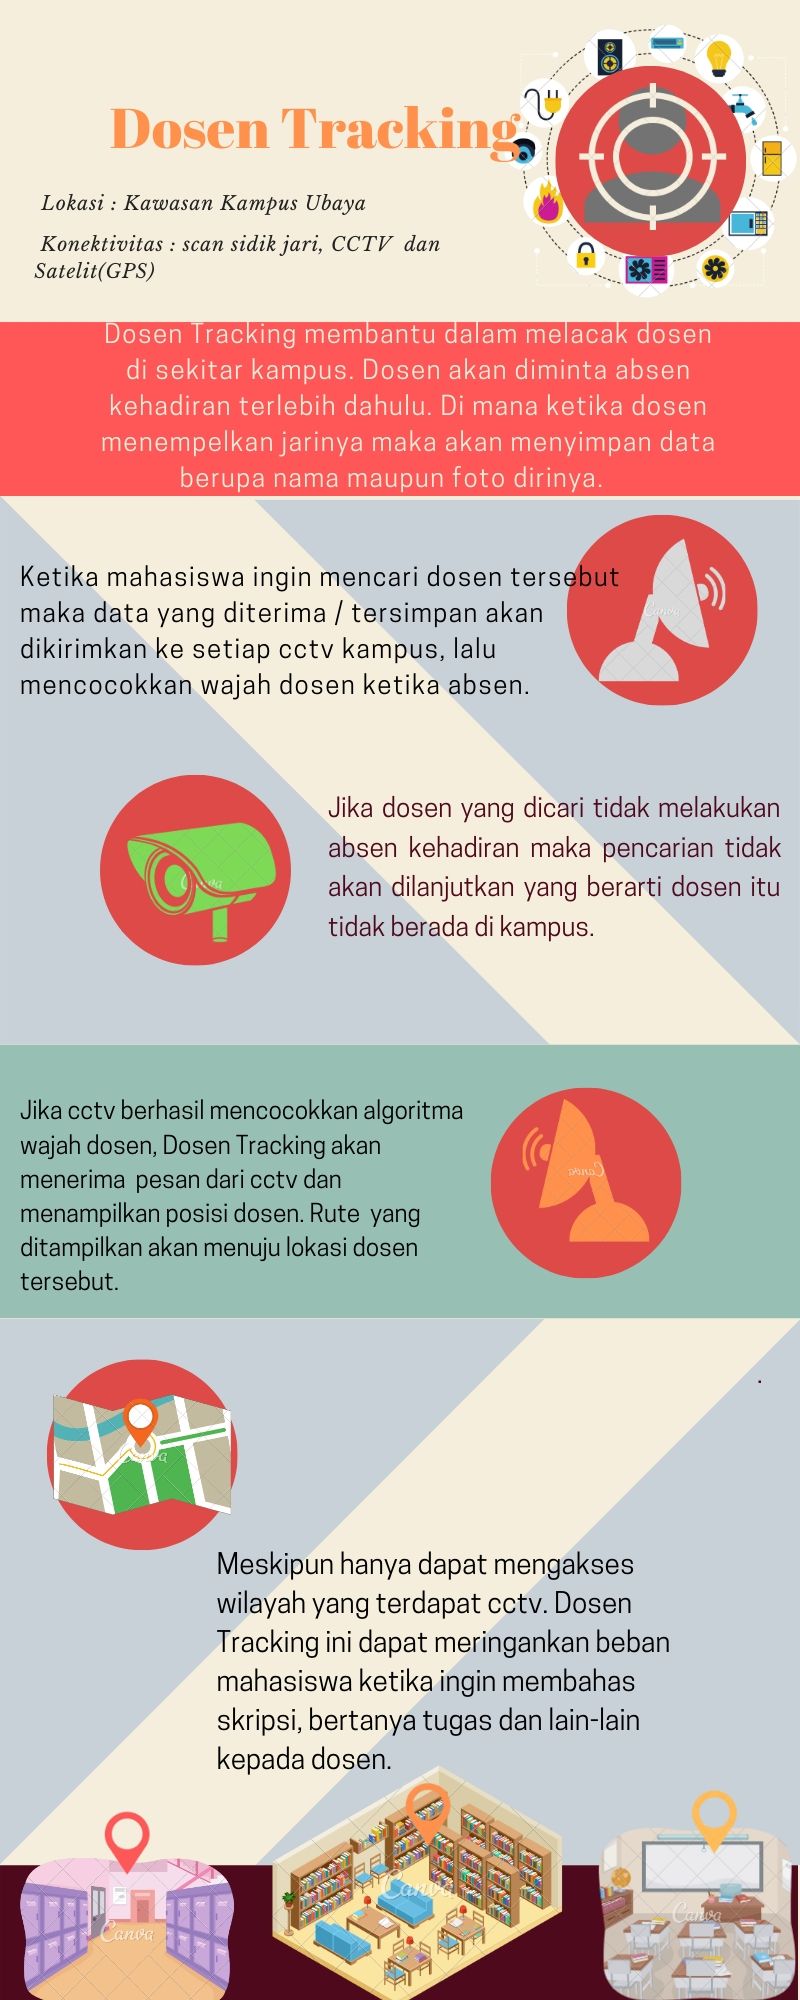 Dosen Tracking
Lokasi : Kawasan Kampus Ubaya
Konektivitas : scan sidik jari, CCTV dan
Satelit(GPS)
Dosen Tracking membantu dalam melacak dosen
di sekitar kampus. Dosen akan diminta absen
kehadiran terlebih dahulu. Di mana ketika dosen
menempelkan jarinya maka akan menyimpan data
berupa nama maupun foto dirinya.
Ketika mahasiswa ingin mencari dosen tersebut
maka data yang diterima / tersimpan akan
dikirimkan ke setiap cctv kampus, lalu
mencocokkan wajah dosen ketika absen.
Canva
Jika dosen yang dicari tidak melakukan
absen kehadiran maka pencarian tidak
akan dilanjutkan yang berarti dosen itu
tidak berada di kampus.
Canva
Jika cctv berhasil mencocokkan algoritma
wajah dosen, Dosen Tracking akan
menerima pesan dari cctv dan
menampilkan posisi dosen. Rute yang
ditampilkan akan menuju lokasi dosen
tersebut.
Canva
.
Canva
Meskipun hanya dapat mengakses
wilayah yang terdapat cctv. Dosen
Tracking ini dapat meringankan beban
mahasiswa ketika ingin membahas
skripsi, bertanya tugas dan lain-lain
kepada dosen.
Canva
Canva
Canva